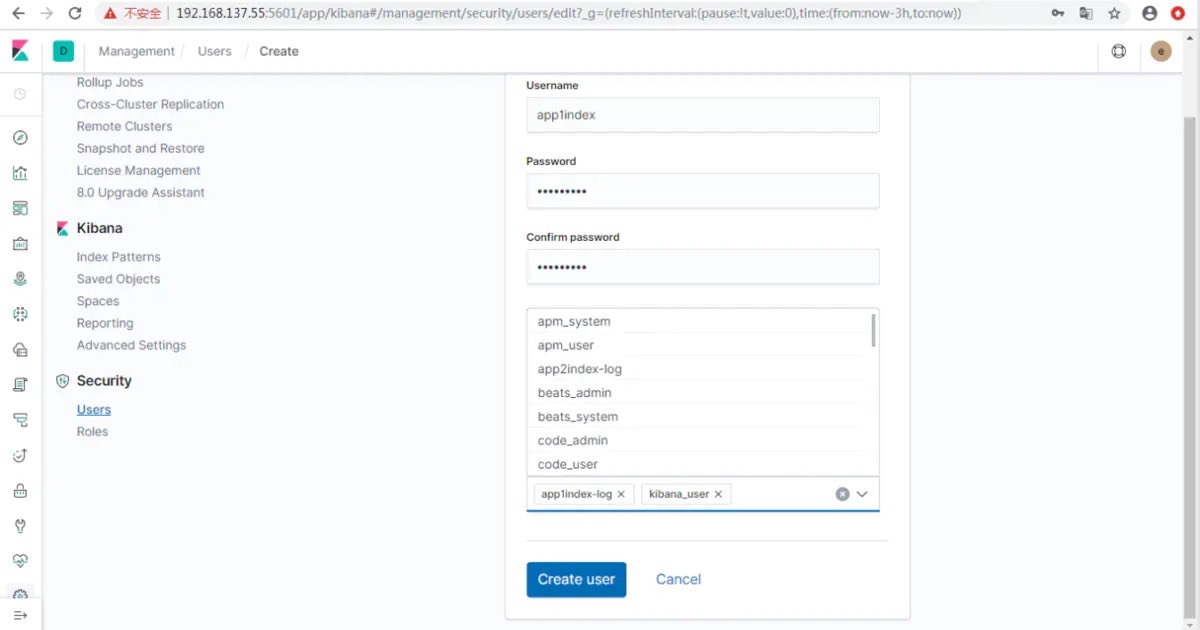 不安全 192.168.137.55:5601/app/kibana#/management/security/users/edit?_g=(refreshInterval:(pause:!t,value:0),time:(from:now-3h,to:now))
D Management / Users / Create e
Rollup Jobs
Cross-Cluster Replication
Remote Clusters
Snapshot and Restore
License Management
8.0 Upgrade Assistant
Kibana
Index Patterns
Saved Objects
Spaces
Reporting
Advanced Settings
Security
Users
Roles
Username
app1index
Password
•••••••••
Confirm password
•••••••••
apm_system
apm_user
app2index-log
beats_admin
beats_system
code_admin
code_user
app1index-log × kibana_user ×
Create user Cancel